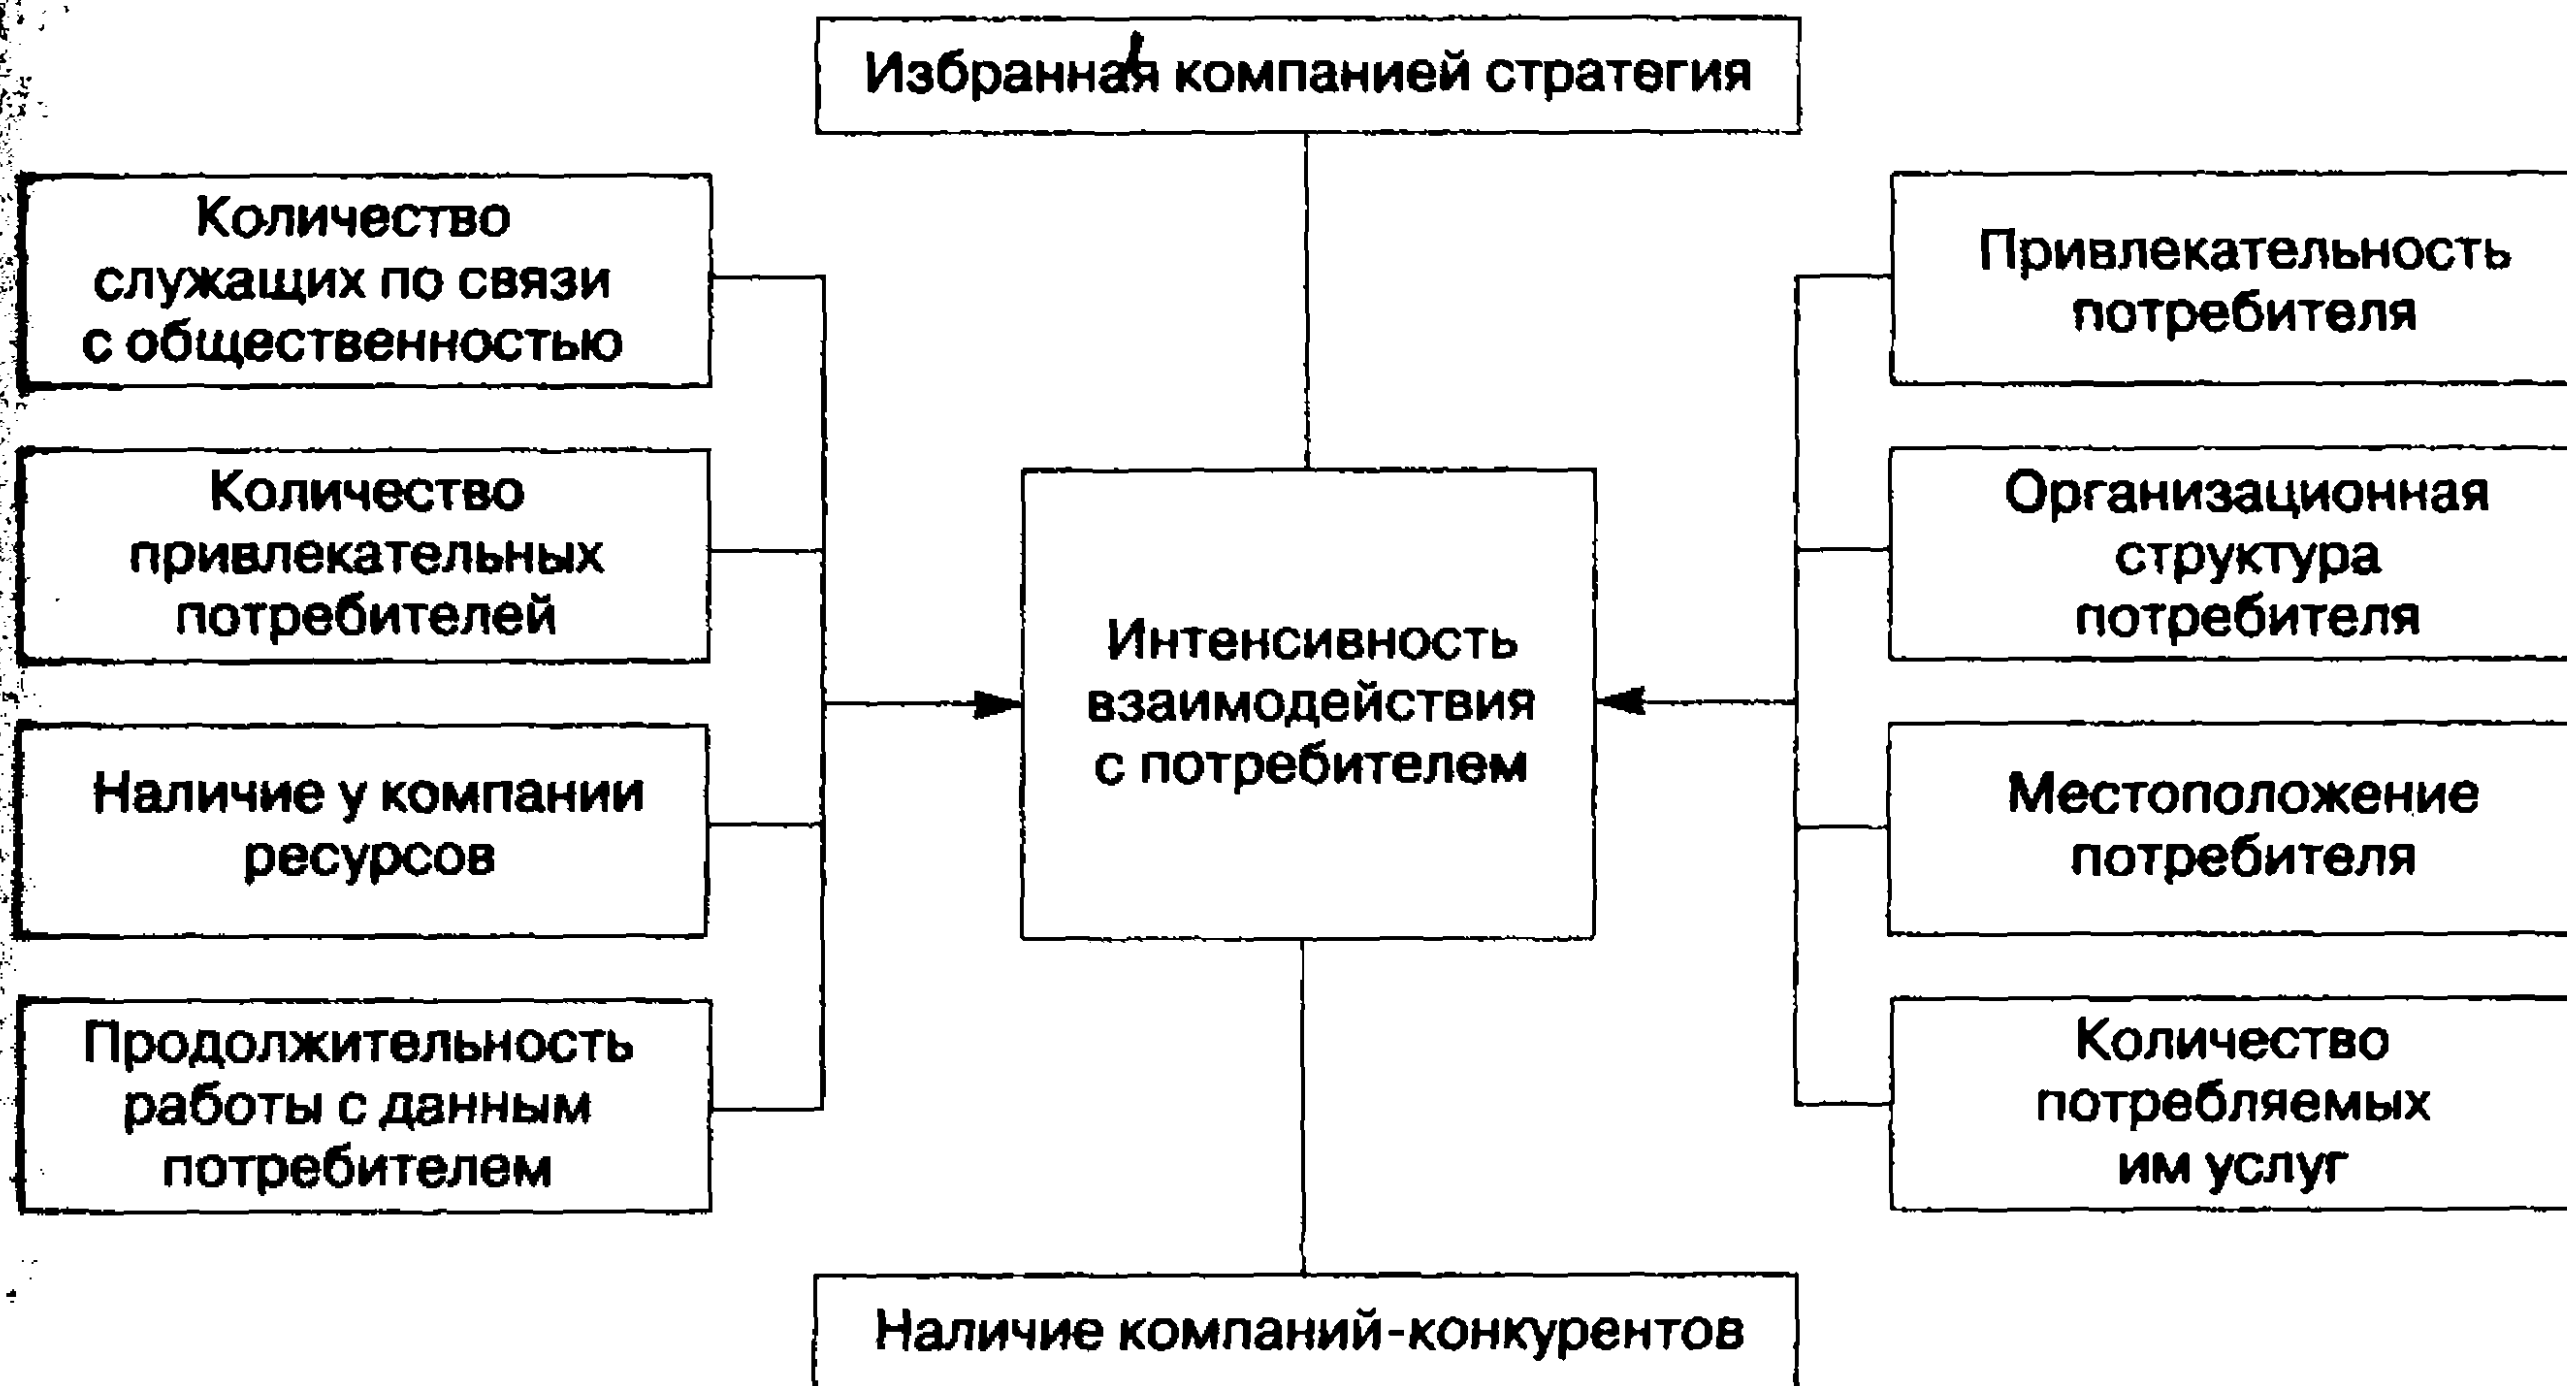 Избранная компанией стратегия
Количество
служащих по связи
с общественностью
Количество
привлекательных
потребителей
Наличие у компании
ресурсов
Продолжительность
работы с данным
потребителем
Интенсивность
взаимодействия
с потребителем
Привлекательность
потребителя
Организационная
структура
потребителя
Местоположение
потребителя
Количество
потребляемых
им услуг
Наличие компаний-конкурентов